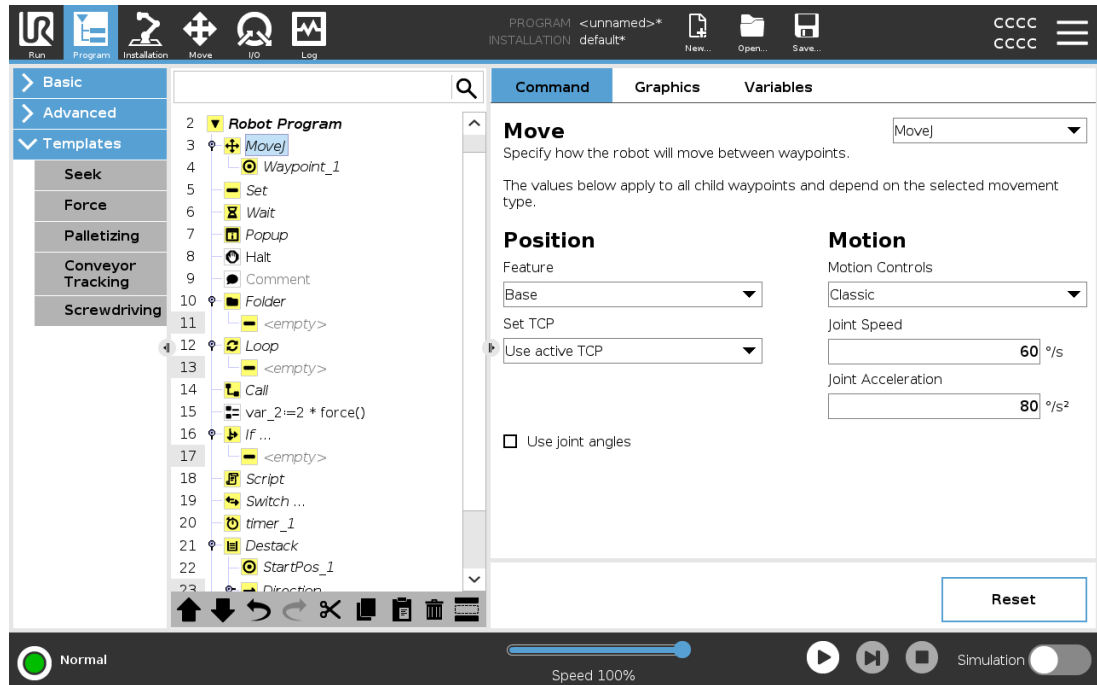 PROGRAM <unnamed>*
INSTALLATION default*
Run
Program
Installation
Move
I/O
Log
New...
Open...
Save...
CCCC
CCCC
Basic
Advanced
Templates
Seek
Force
Palletizing
Conveyor
Tracking
Screwdriving
2 Robot Program
3 MoveJ
4 Waypoint_1
5 Set
6 Wait
7 Popup
8 Halt
9 Comment
10 Folder
11 <empty>
12 Loop
13 <empty>
14 Call
15 var_2:=2 * force()
16 If ...
17 <empty>
18 Script
19 Switch ...
20 timer_1
21 Destack
22 StartPos_1
23 Direction
Command
Graphics
Variables
Move
MoveJ
Specify how the robot will move between waypoints.
The values below apply to all child waypoints and depend on the selected movement
type.
Position
Feature
Base
Set TCP
Use active TCP
Use joint angles
Motion
Motion Controls
Classic
Joint Speed
60 °/s
Joint Acceleration
80 °/s²
Reset
Normal
Speed 100%
Simulation